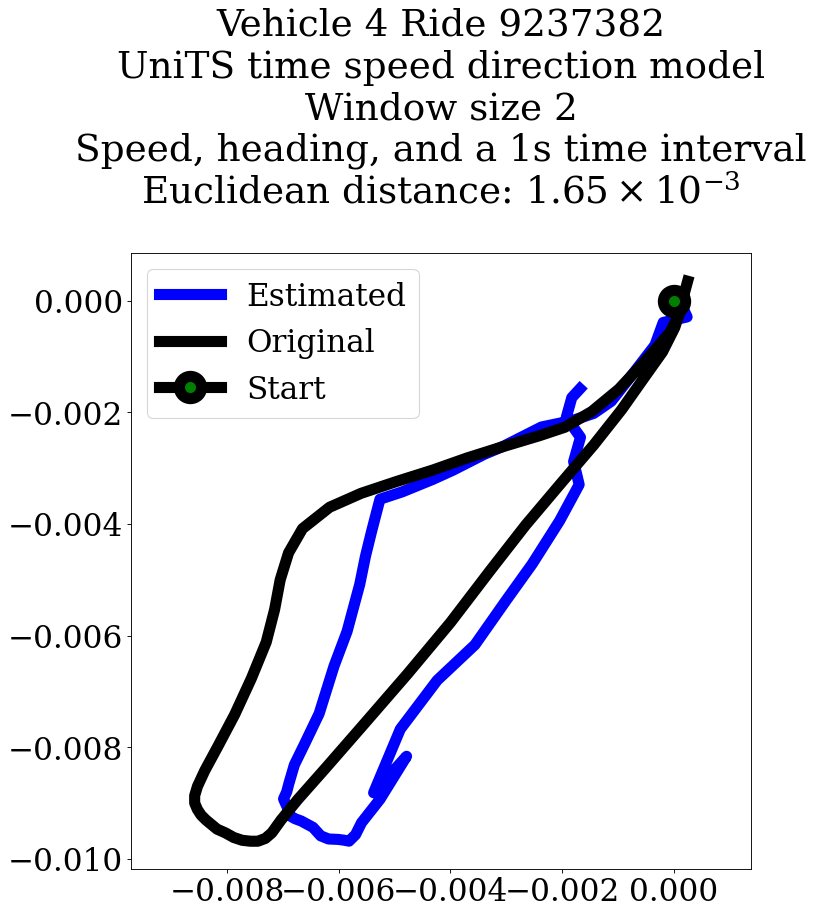 Vehicle 4 Ride 9237382
UniTS time speed direction model
Window size 2
Speed, heading, and a 1s time interval
Euclidean distance: 1.65 × 10⁻³
Estimated
Original
Start
0.000
−0.002
−0.004
−0.006
−0.008
−0.010
−0.008−0.006−0.004−0.002 0.000